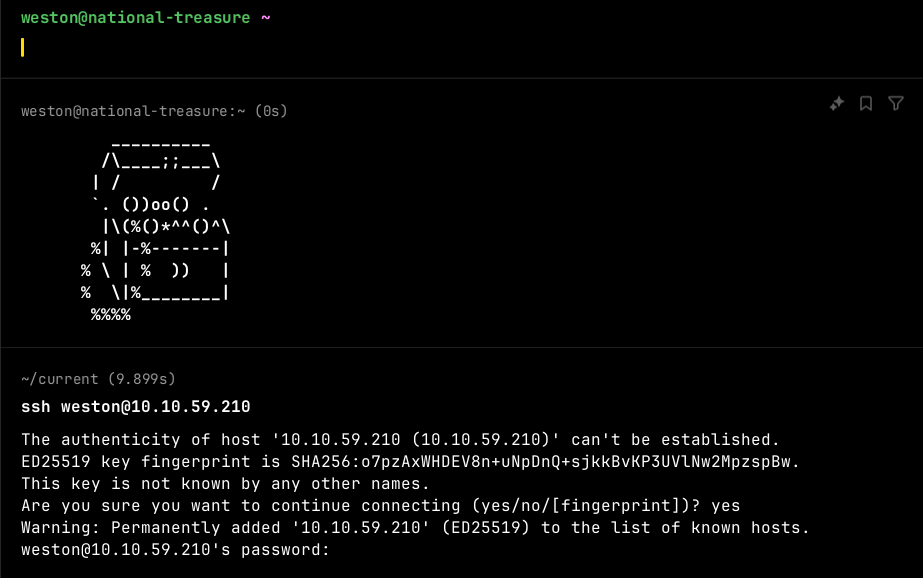 weston@national-treasure ~
weston@national-treasure:~ (0s)
         __________
        /\____;;___\
       | /         /
       `. ())oo() .
        |\(%()*^^()^\
       %| |-%-------|
      % \ | %  ))   |
      %  \|%________|
       %%%%
~/current (9.899s)
ssh weston@10.10.59.210
The authenticity of host '10.10.59.210 (10.10.59.210)' can't be established.
ED25519 key fingerprint is SHA256:o7pzAxWHDEV8n+uNpDnQ+sjkkBvKP3UVlNw2MpzspBw.
This key is not known by any other names.
Are you sure you want to continue connecting (yes/no/[fingerprint])? yes
Warning: Permanently added '10.10.59.210' (ED25519) to the list of known hosts.
weston@10.10.59.210's password: